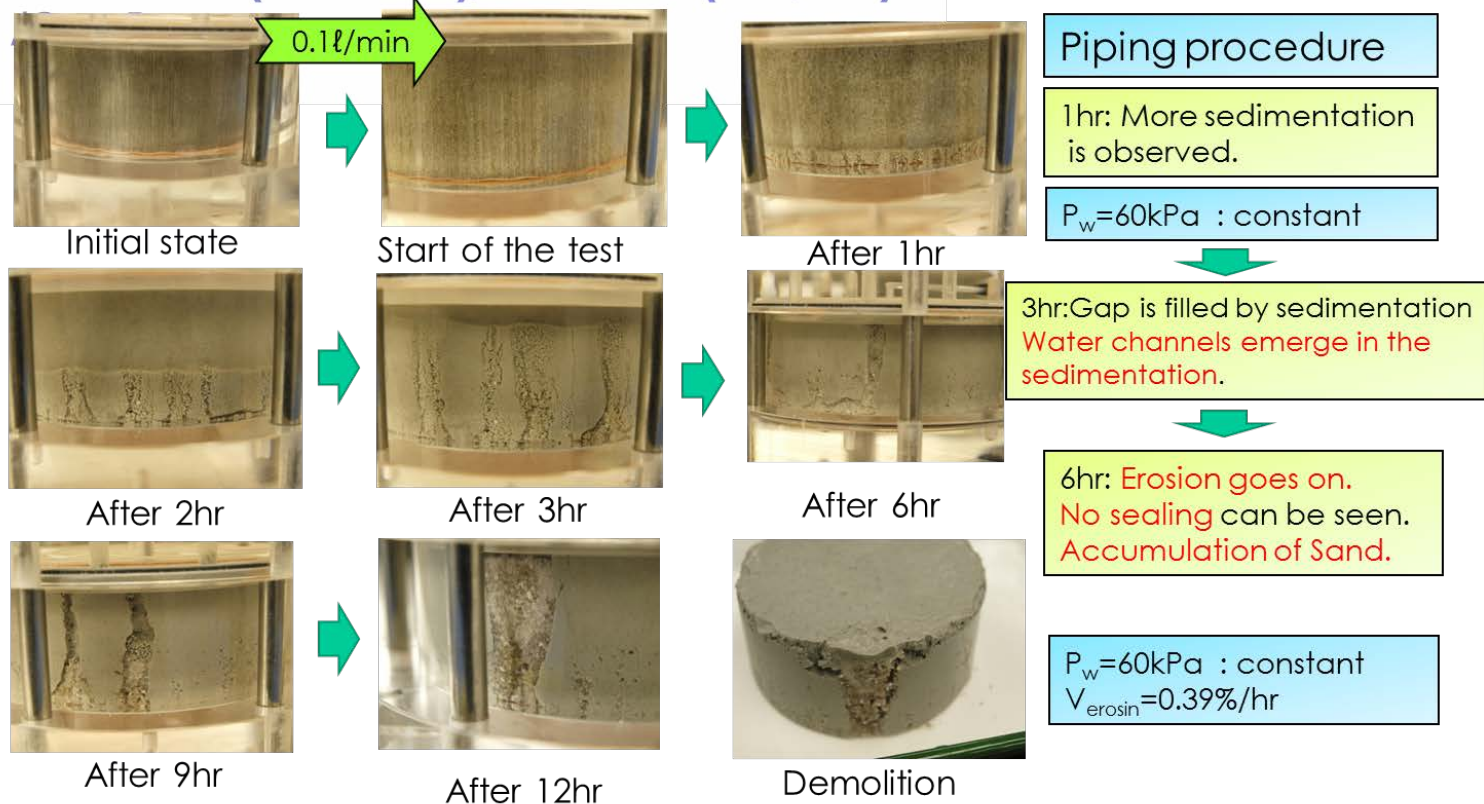 0.1ℓ/min
Initial state
Start of the test
After 1hr
After 2hr
After 3hr
After 6hr
After 9hr
After 12hr
Demolition
Piping procedure
1hr: More sedimentation
is observed.
P_w=60kPa : constant
3hr:Gap is filled by sedimentation
Water channels emerge in the
sedimentation.
6hr: Erosion goes on.
No sealing can be seen.
Accumulation of Sand.
P_w=60kPa : constant
V_erosin=0.39%/hr